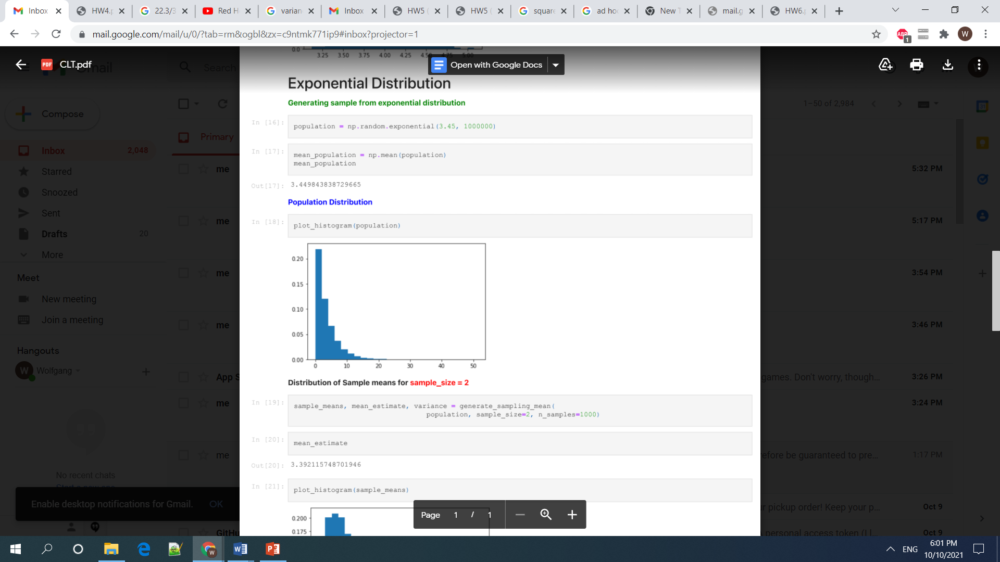 Inbox
HW4.p
22.3/3
Red H
varian
Inbox
HW5 (
HW5 (
square
ad hoc
New T
mail.g
HW6.p
mail.google.com/mail/u/0/?tab=rm&ogbl&zx=c9ntmk771ip9#inbox?projector=1
ABP
1
W
PDF
CLT.pdf
Search
Open with Google Docs
0.0
3.25 3.50 3.75 4.00 4.25 4.50 4.75 5.00
Exponential Distribution
Generating sample from exponential distribution
In [16]: population = np.random.exponential(3.45, 1000000)
In [17]: mean_population = np.mean(population)
mean_population
Out[17]: 3.449843838729665
Population Distribution
In [18]: plot_histogram(population)
0.20
0.15
0.10
0.05
0.00
0 10 20 30 40 50
Distribution of Sample means for sample_size = 2
In [19]: sample_means, mean_estimate, variance = generate_sampling_mean(
population, sample_size=2, n_samples=1000)
In [20]: mean_estimate
Out[20]: 3.392115748701946
In [21]: plot_histogram(sample_means)
0.200
0.175
Page 1 / 1
Compose
Inbox 2,048
Starred
Snoozed
Sent
Drafts 20
More
Meet
New meeting
Join a meeting
Hangouts
W
Wolfgang
No recent chats
Start a new one
Enable desktop notifications for Gmail. OK
Primary
1–50 of 2,984
31
me 5:32 PM
me 5:17 PM
me 3:54 PM
me 3:46 PM
App S games. Don't worry, though... 3:26 PM
me 3:24 PM
me efore be guaranteed to pre... 1:17 PM
r pickup order! Keep your p... Oct 9
GitHu personal access token (I l... Oct 9
ENG
6:01 PM
10/10/2021